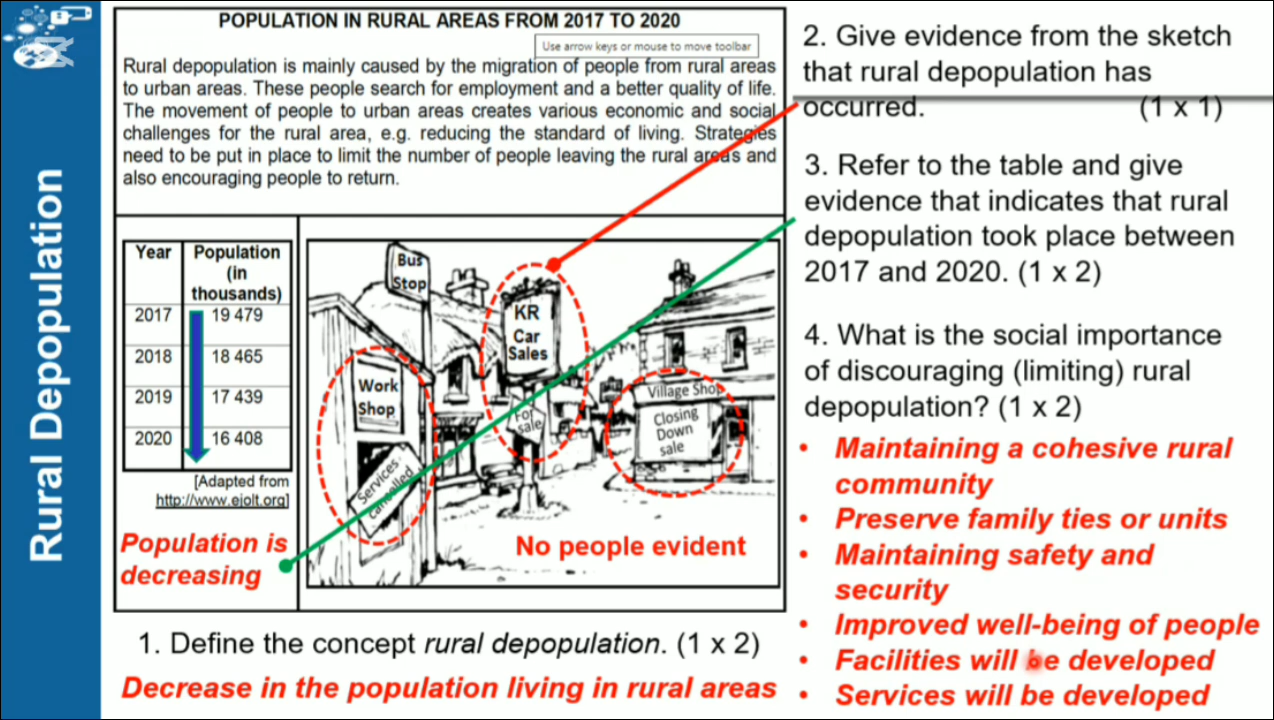 Rural Depopulation
POPULATION IN RURAL AREAS FROM 2017 TO 2020
Use arrow keys or mouse to move toolbar
Rural depopulation is mainly caused by the migration of people from rural areas
to urban areas. These people search for employment and a better quality of life.
The movement of people to urban areas creates various economic and social
challenges for the rural area, e.g. reducing the standard of living. Strategies
need to be put in place to limit the number of people leaving the rural areas and
also encouraging people to return.
Year Population
(in
thousands)
2017 19 479
2018 18 465
2019 17 439
2020 16 408
[Adapted from
http://www.ejolt.org]
Population is
decreasing
Bus
Stop
KR
Car
Sales
For
sale
Work
Shop
Services
Cancelled
Village Shop
Closing
Down
sale
No people evident
1. Define the concept rural depopulation. (1 x 2)
Decrease in the population living in rural areas
2. Give evidence from the sketch
that rural depopulation has
occurred. (1 x 1)
3. Refer to the table and give
evidence that indicates that rural
depopulation took place between
2017 and 2020. (1 x 2)
4. What is the social importance
of discouraging (limiting) rural
depopulation? (1 x 2)
• Maintaining a cohesive rural
community
• Preserve family ties or units
• Maintaining safety and
security
• Improved well-being of people
• Facilities will be developed
• Services will be developed